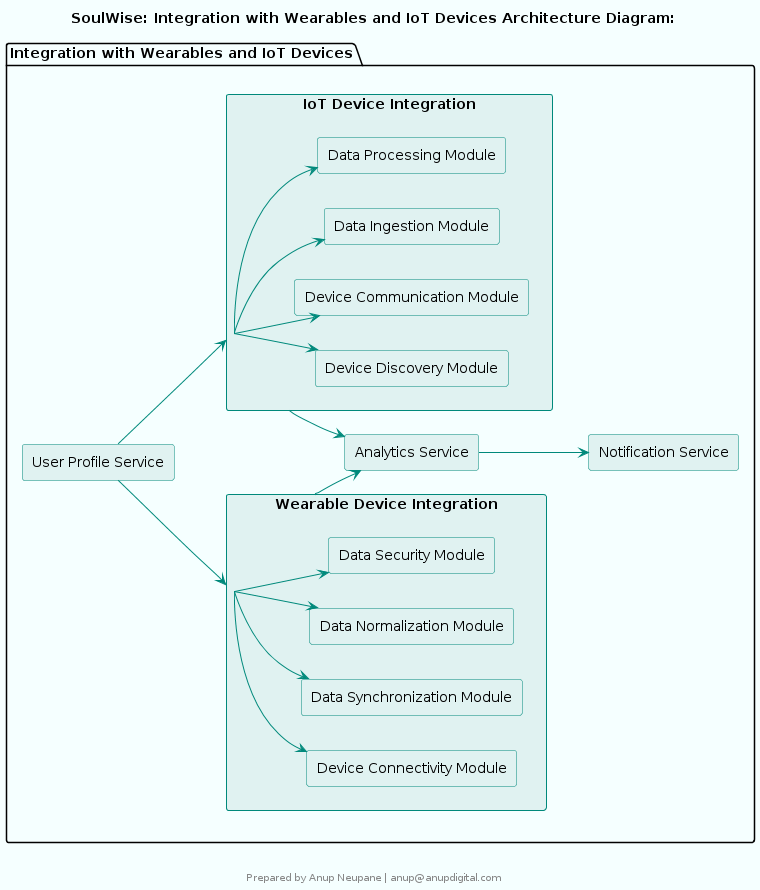 SoulWise: Integration with Wearables and IoT Devices Architecture Diagram:
Integration with Wearables and IoT Devices
IoT Device Integration
Data Processing Module
Data Ingestion Module
Device Communication Module
Device Discovery Module
User Profile Service
Analytics Service
Notification Service
Wearable Device Integration
Data Security Module
Data Normalization Module
Data Synchronization Module
Device Connectivity Module
Prepared by Anup Neupane | anup@anupdigital.com